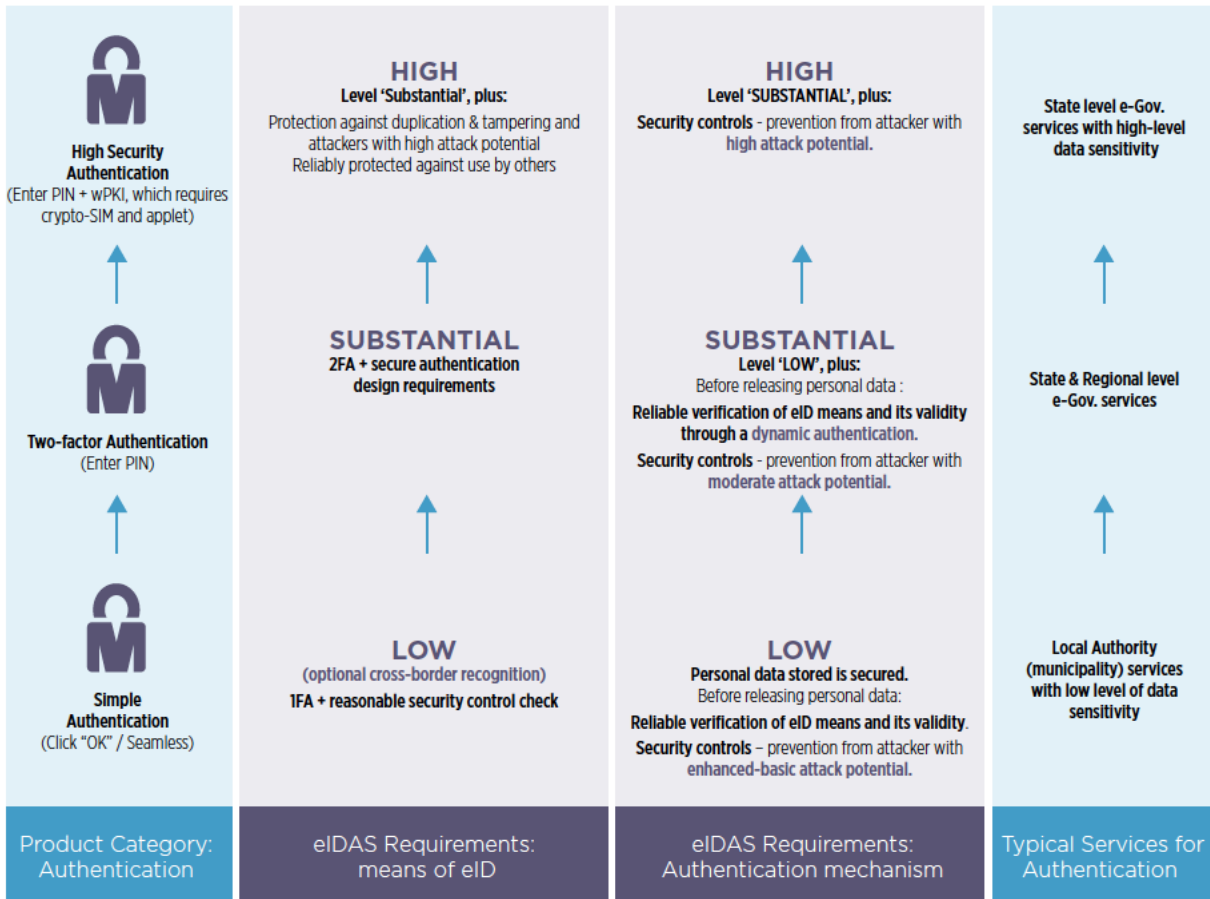 High Security
Authentication
(Enter PIN + wPKI, which requires
crypto-SIM and applet)
Two-factor Authentication
(Enter PIN)
Simple
Authentication
(Click “OK” / Seamless)
Product Category:
Authentication
HIGH
Level ‘Substantial’, plus:
Protection against duplication & tampering and
attackers with high attack potential
Reliably protected against use by others
SUBSTANTIAL
2FA + secure authentication
design requirements
LOW
(optional cross-border recognition)
1FA + reasonable security control check
eIDAS Requirements:
means of eID
HIGH
Level ‘SUBSTANTIAL’, plus:
Security controls - prevention from attacker with
high attack potential.
SUBSTANTIAL
Level ‘LOW’, plus:
Before releasing personal data :
Reliable verification of eID means and its validity
through a dynamic authentication.
Security controls - prevention from attacker with
moderate attack potential.
LOW
Personal data stored is secured.
Before releasing personal data:
Reliable verification of eID means and its validity.
Security controls – prevention from attacker with
enhanced-basic attack potential.
eIDAS Requirements:
Authentication mechanism
State level e-Gov.
services with high-level
data sensitivity
State & Regional level
e-Gov. services
Local Authority
(municipality) services
with low level of data
sensitivity
Typical Services for
Authentication